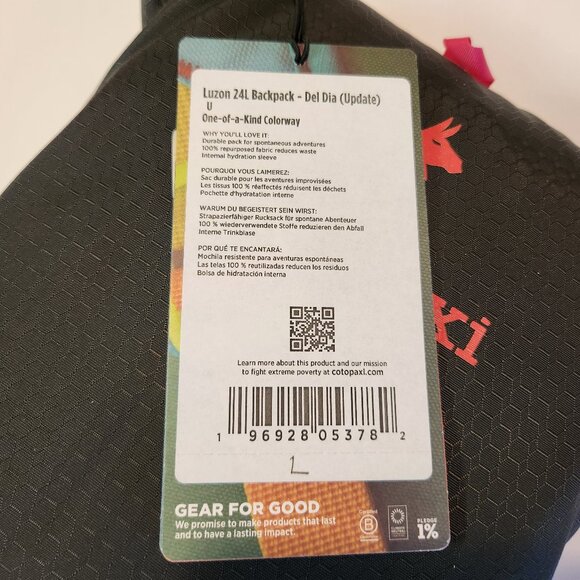 Luzon 24L Backpack - Del Dia (Update)
U
One-of-a-Kind Colorway
WHY YOU'LL LOVE IT:
Durable pack for spontaneous adventures
100% repurposed fabric reduces waste
Internal hydration sleeve
POURQUOI VOUS L'AIMEREZ:
Sac durable pour les aventures improvisées
Les tissus 100 % réaffectés réduisent les déchets
Pochette d'hydratation interne
WARUM DU BEGEISTERT SEIN WIRST:
Strapazierfähiger Rucksack für spontane Abenteuer
100 % wiederverwendete Stoffe reduzieren den Abfall
Interne Trinkblase
POR QUÉ TE ENCANTARÁ:
Mochila resistente para aventuras espontáneas
Las telas 100 % reutilizadas reducen los residuos
Bolsa de hidratación interna
Learn more about this product and our mission
to fight extreme poverty at cotopaxi.com
1 96928 05378 2
1
GEAR FOR GOOD
We promise to make products that last
and to have a lasting impact.
Certified
B
Corporation
CLIMATE
NEUTRAL
PLEDGE
1%
xi